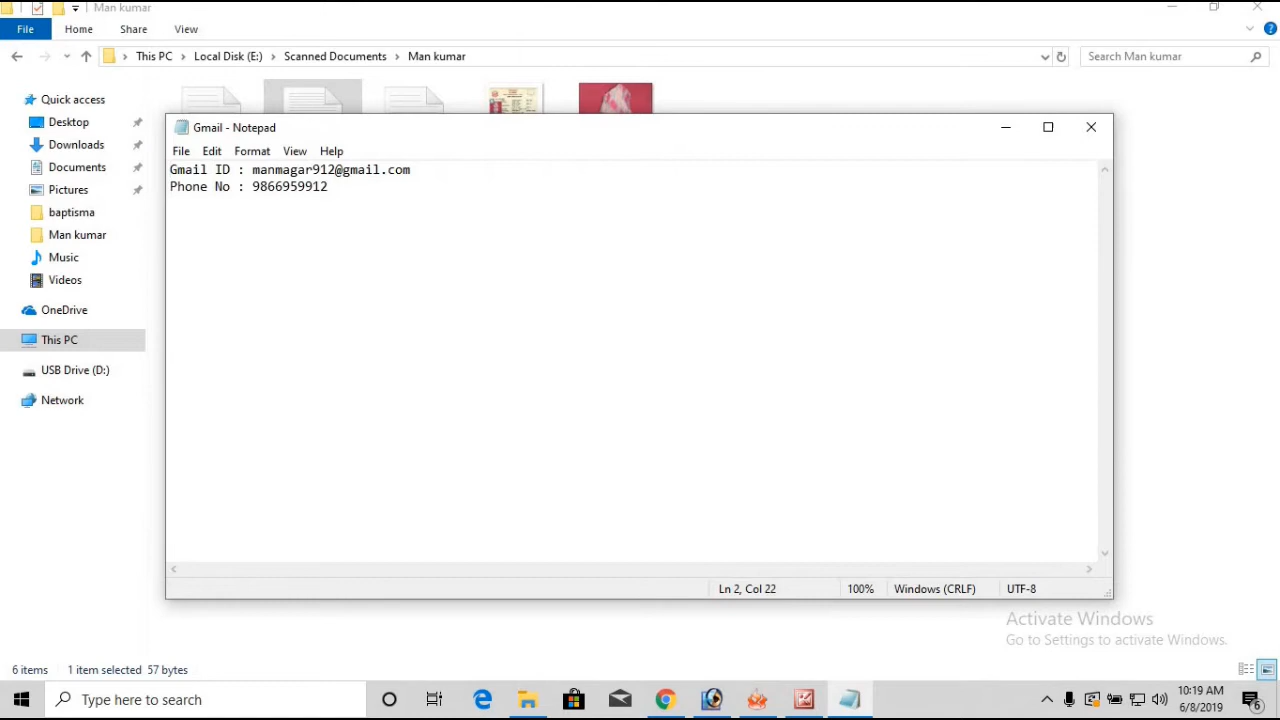 Man kumar
File Home Share View
This PC Local Disk (E:) Scanned Documents Man kumar
Search Man kumar
Quick access
Desktop
Downloads
Documents
Pictures
baptisma
Man kumar
Music
Videos
OneDrive
This PC
USB Drive (D:)
Network
Gmail - Notepad
File Edit Format View Help
Gmail ID : manmagar912@gmail.com
Phone No : 9866959912
Ln 2, Col 22 100% Windows (CRLF) UTF-8
Activate Windows
Go to Settings to activate Windows.
6 items 1 item selected 57 bytes
Type here to search
10:19 AM
6/8/2019
6